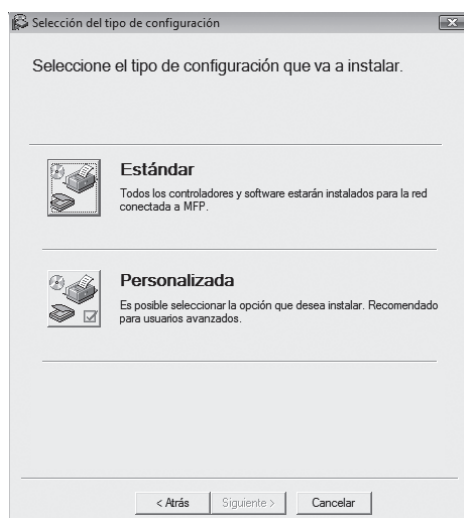 Selección del tipo de configuración
Seleccione el tipo de configuración que va a instalar.
Estándar
Todos los controladores y software estarán instalados para la red
conectada a MFP.
Personalizada
Es posible seleccionar la opción que desea instalar. Recomendado
para usuarios avanzados.
< Atrás
Siguiente >
Cancelar